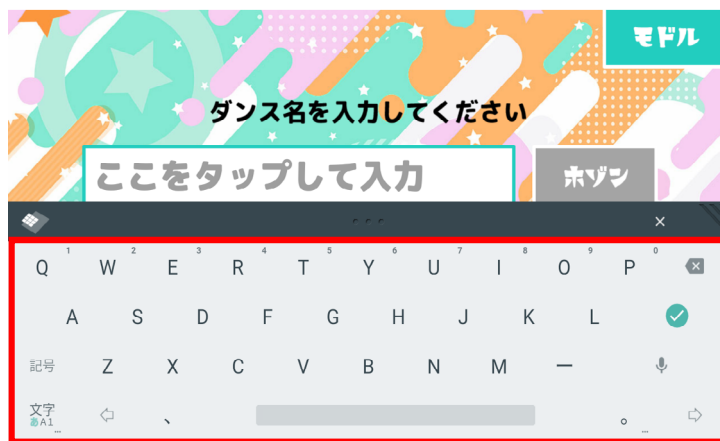 モドル
ダンス名を入力してください
ここをタップして入力
ホゾン
×
1 2 3 4 5 6 7 8 9 0
Q W E R T Y U I O P
A S D F G H J K L
記号 Z X C V B N M ー
文字 、 。
あA1